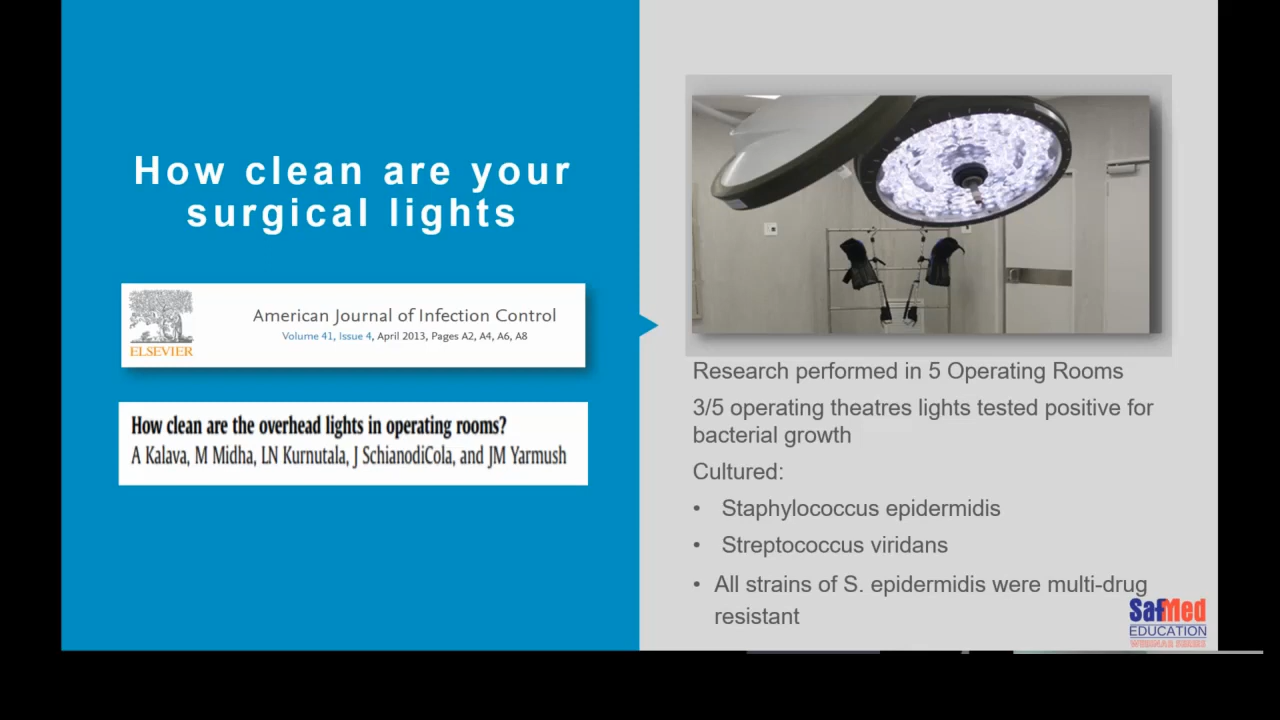 How clean are your
surgical lights
ELSEVIER
American Journal of Infection Control
Volume 41, Issue 4, April 2013, Pages A2, A4, A6, A8
How clean are the overhead lights in operating rooms?
A Kalava, M Midha, LN Kurnutala, J SchianodiCola, and JM Yarmush
Research performed in 5 Operating Rooms
3/5 operating theatres lights tested positive for
bacterial growth
Cultured:
• Staphylococcus epidermidis
• Streptococcus viridans
• All strains of S. epidermidis were multi-drug
resistant
SafMed
EDUCATION
WEBINAR SERIES